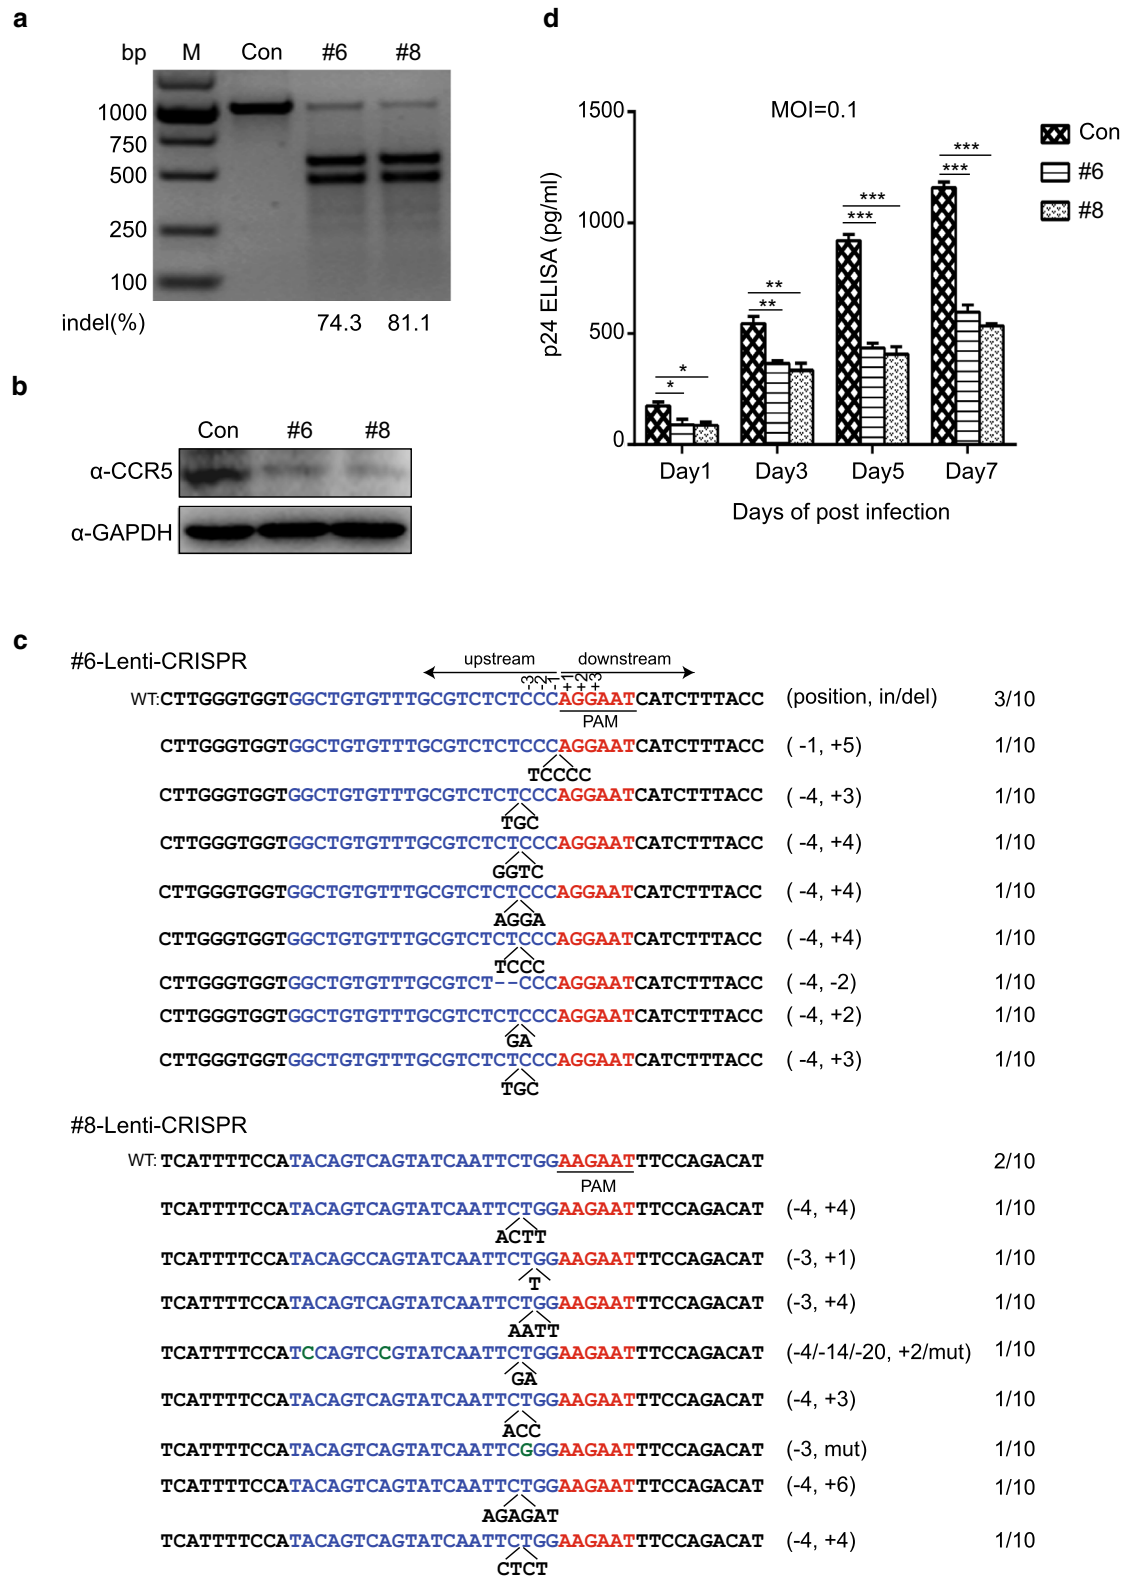 a
bp M Con #6 #8
1000
750
500
250
100
indel(%) 74.3 81.1
b
Con #6 #8
α-CCR5
α-GAPDH
d
MOI=0.1
p24 ELISA (pg/ml)
1500
1000
500
0
* *
** **
*** ***
*** ***
Con
#6
#8
Day1 Day3 Day5 Day7
Days of post infection
c
#6-Lenti-CRISPR
upstream downstream
-3 -2 -1 +1 +2 +3
WT:CTTGGGTGGTGGCTGTGTTTGCGTCTCTCCCAGGAATCATCTTTACC (position, in/del) 3/10
PAM
CTTGGGTGGTGGCTGTGTTTGCGTCTCTCCCAGGAATCATCTTTACC ( -1, +5) 1/10
TCCCC
CTTGGGTGGTGGCTGTGTTTGCGTCTCTCCCAGGAATCATCTTTACC ( -4, +3) 1/10
TGC
CTTGGGTGGTGGCTGTGTTTGCGTCTCTCCCAGGAATCATCTTTACC ( -4, +4) 1/10
GGTC
CTTGGGTGGTGGCTGTGTTTGCGTCTCTCCCAGGAATCATCTTTACC ( -4, +4) 1/10
AGGA
CTTGGGTGGTGGCTGTGTTTGCGTCTCTCCCAGGAATCATCTTTACC ( -4, +4) 1/10
TCCC
CTTGGGTGGTGGCTGTGTTTGCGTCT--CCCAGGAATCATCTTTACC ( -4, -2) 1/10
CTTGGGTGGTGGCTGTGTTTGCGTCTCTCCCAGGAATCATCTTTACC ( -4, +2) 1/10
GA
CTTGGGTGGTGGCTGTGTTTGCGTCTCTCCCAGGAATCATCTTTACC ( -4, +3) 1/10
TGC
#8-Lenti-CRISPR
WT:TCATTTTCCATACAGTCAGTATCAATTCTGGAAGAATTTCCAGACAT 2/10
PAM
TCATTTTCCATACAGTCAGTATCAATTCTGGAAGAATTTCCAGACAT (-4, +4) 1/10
ACTT
TCATTTTCCATACAGCCAGTATCAATTCTGGAAGAATTTCCAGACAT (-3, +1) 1/10
T
TCATTTTCCATACAGTCAGTATCAATTCTGGAAGAATTTCCAGACAT (-3, +4) 1/10
AATT
TCATTTTCCATCCAGTCCGTATCAATTCTGGAAGAATTTCCAGACAT (-4/-14/-20, +2/mut) 1/10
GA
TCATTTTCCATACAGTCAGTATCAATTCTGGAAGAATTTCCAGACAT (-4, +3) 1/10
ACC
TCATTTTCCATACAGTCAGTATCAATTCGGGAAGAATTTCCAGACAT (-3, mut) 1/10
TCATTTTCCATACAGTCAGTATCAATTCTGGAAGAATTTCCAGACAT (-4, +6) 1/10
AGAGAT
TCATTTTCCATACAGTCAGTATCAATTCTGGAAGAATTTCCAGACAT (-4, +4) 1/10
CTCT